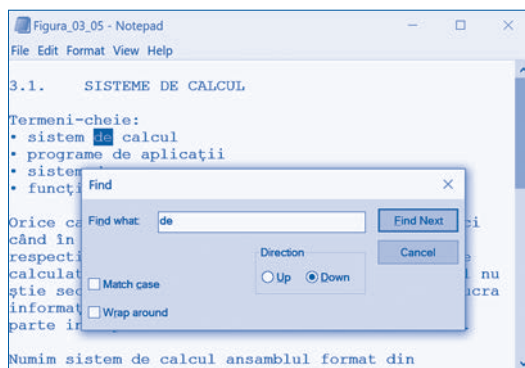 Figura_03_05 - Notepad
File Edit Format View Help
3.1. SISTEME DE CALCUL
Termeni-cheie:
• sistem de calcul
• programe de aplicații
• sistem
• funcți
Find
Find what: de
Find Next
Direction
Cancel
Up Down
Match case
Wrap around
Orice ci
când în
respecti e
calculat l nu
știe sec ucra
informaț
parte in
Numim sistem de calcul ansamblul format din